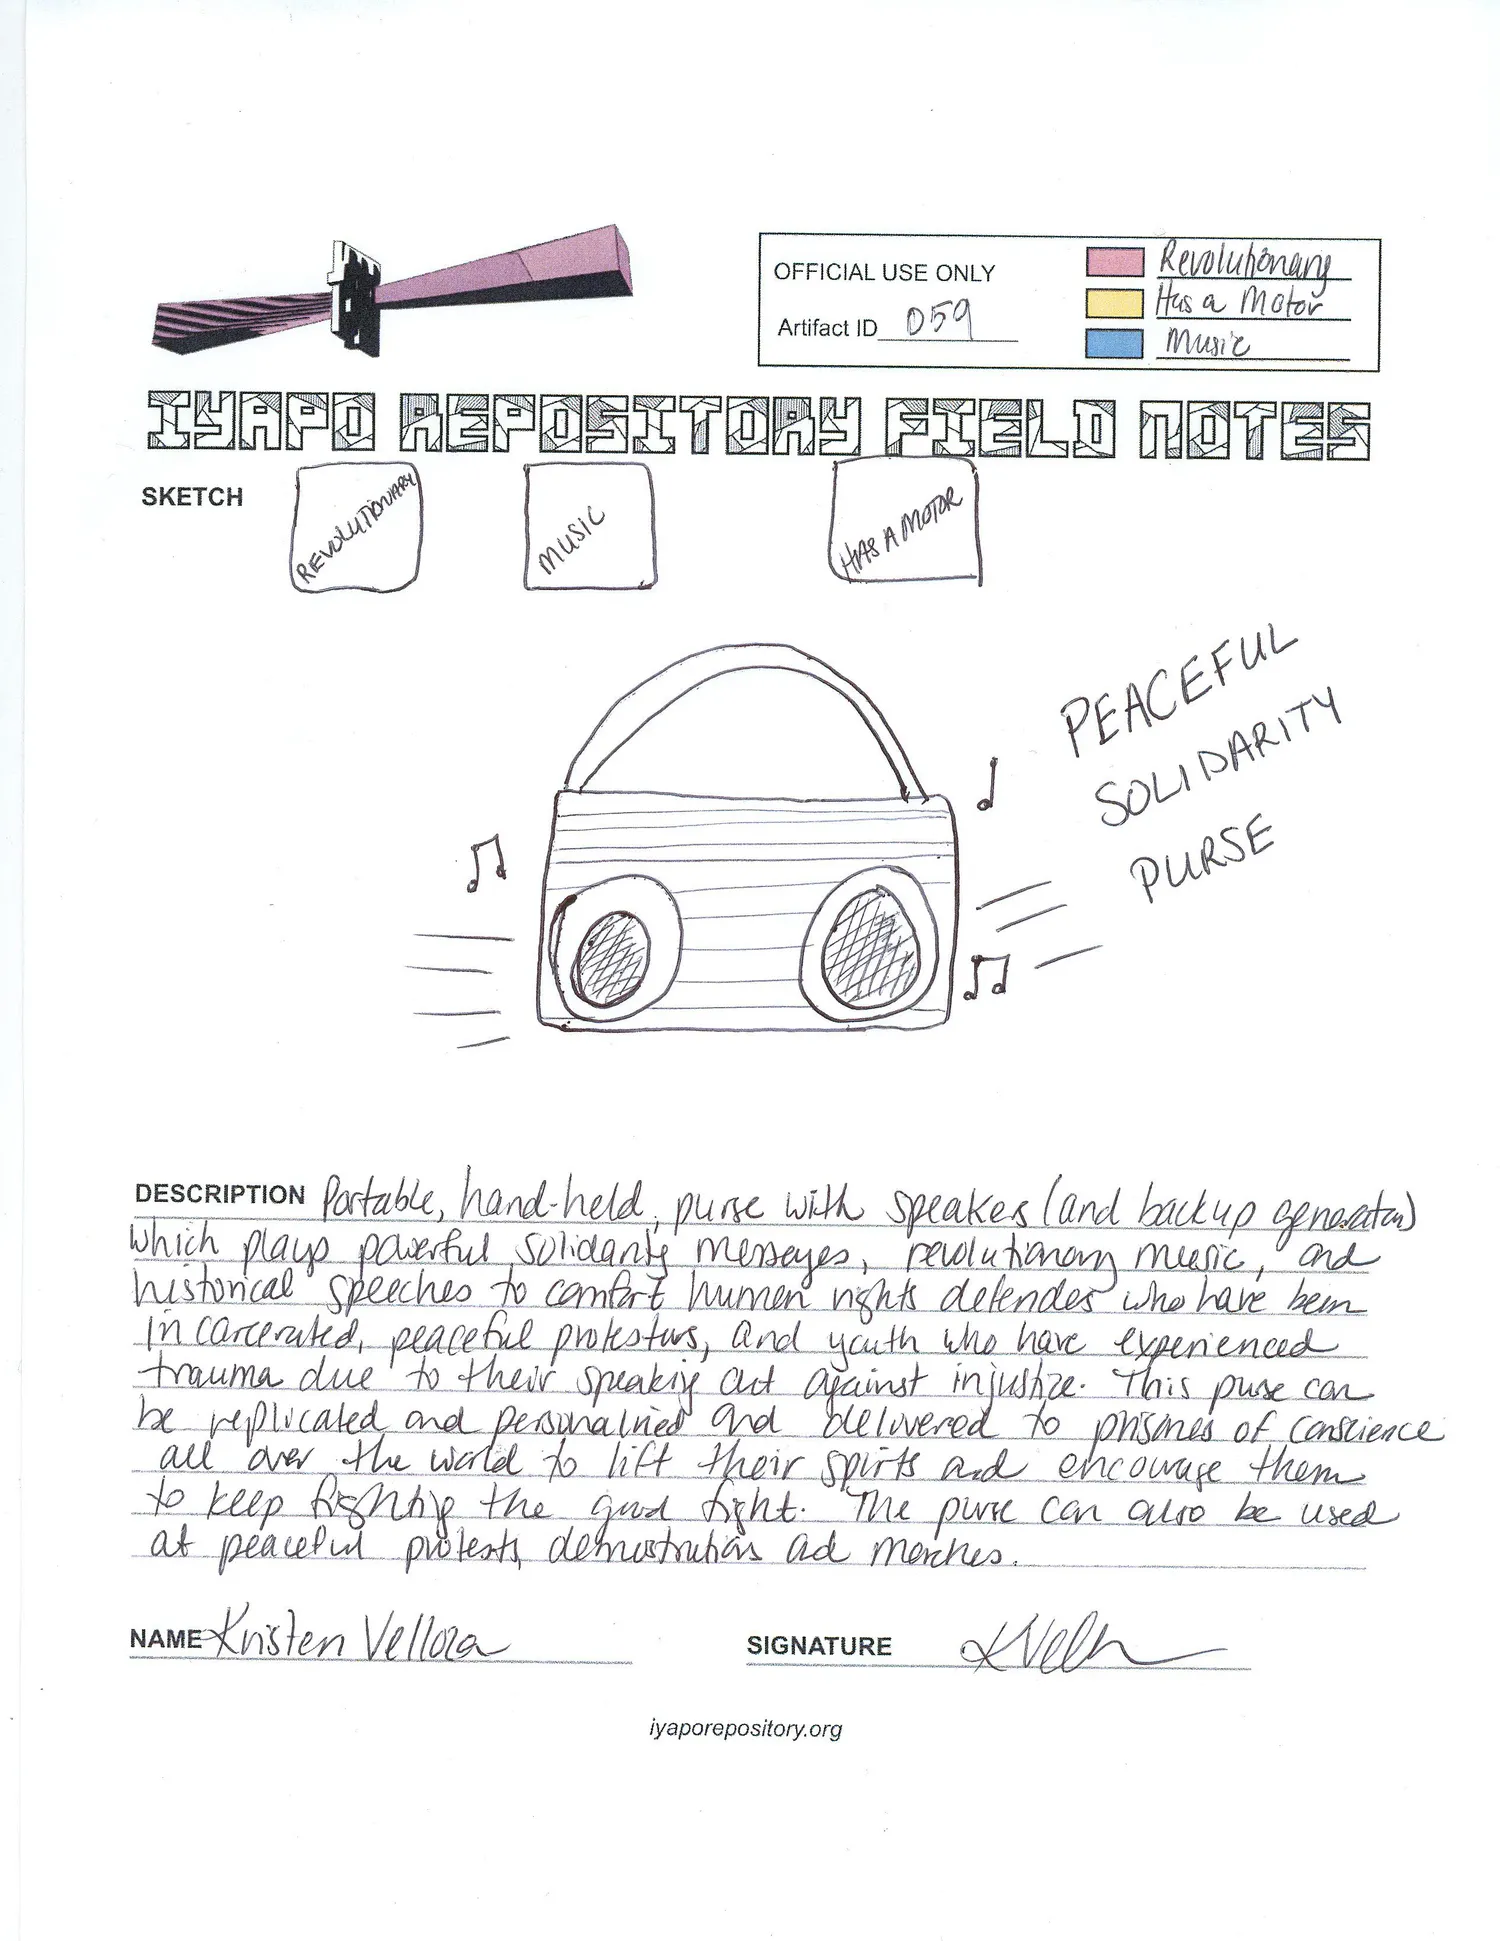 OFFICIAL USE ONLY
Artifact ID 059
Revolutionary
Has a Motor
Music
IYAPO REPOSITORY FIELD NOTES
SKETCH
REVOLUTIONARY
MUSIC
HAS A MOTOR
PEACEFUL
SOLIDARITY
PURSE
DESCRIPTION Portable, hand-held, purse with speakers (and backup generator)
which plays powerful solidarity messages, revolutionary music, and
historical speeches to comfort human rights defendes who have been
incarcerated, peaceful protestors, and youth who have experienced
trauma due to their speaking out against injustice. This purse can
be replicated and personalized and delivered to prisoners of conscience
all over the world to lift their spirits and encourage them
to keep fighting the good fight. The purse can also be used
at peaceful protests, demonstrations and marches.
NAME Kristen Velloza
SIGNATURE
iyaporepository.org